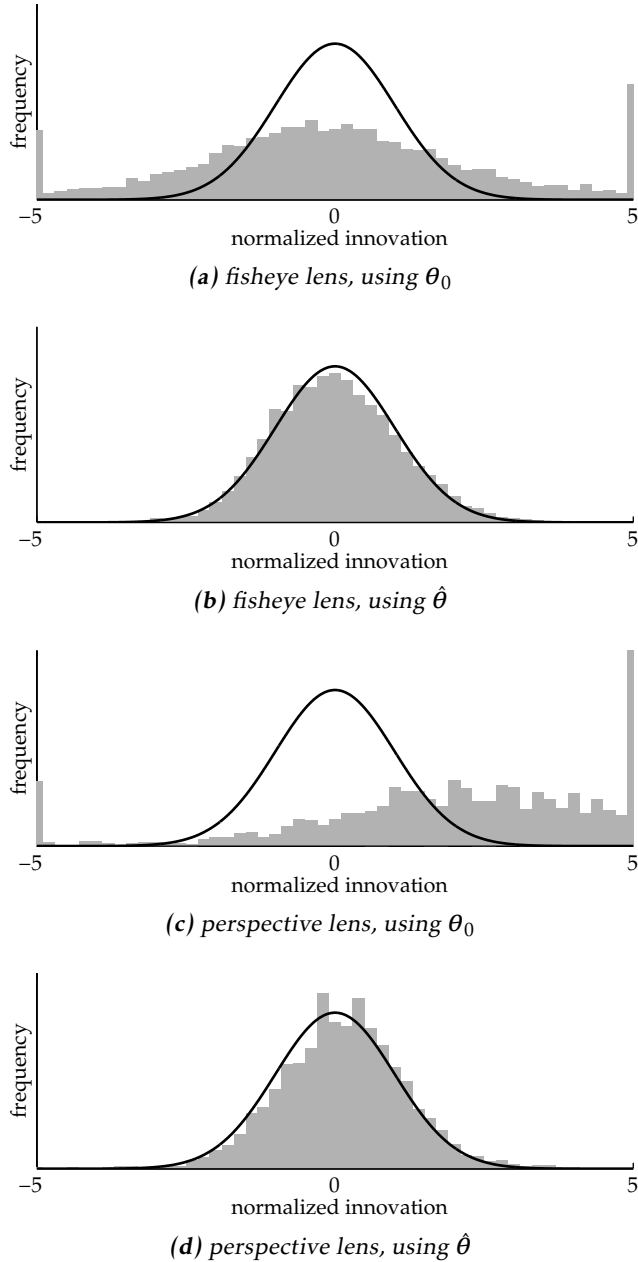 frequency
−5 0 5
normalized innovation
(a) fisheye lens, using θ₀
frequency
−5 0 5
normalized innovation
(b) fisheye lens, using θ̂
frequency
−5 0 5
normalized innovation
(c) perspective lens, using θ₀
frequency
−5 0 5
normalized innovation
(d) perspective lens, using θ̂